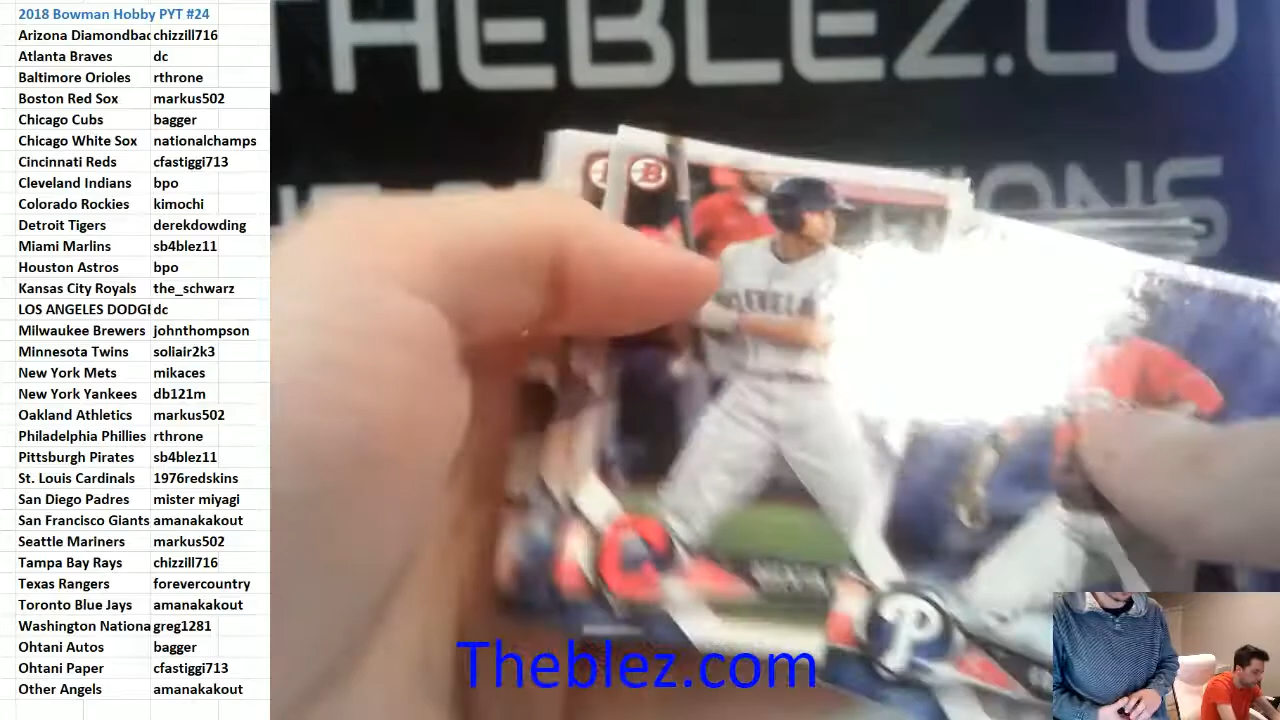 2018 Bowman Hobby PYT #24
Arizona Diamondbac chizzill716
Atlanta Braves dc
Baltimore Orioles rthrone
Boston Red Sox markus502
Chicago Cubs bagger
Chicago White Sox nationalchamps
Cincinnati Reds cfastiggi713
Cleveland Indians bpo
Colorado Rockies kimochi
Detroit Tigers derekdowding
Miami Marlins sb4blez11
Houston Astros bpo
Kansas City Royals the_schwarz
LOS ANGELES DODGE dc
Milwaukee Brewers johnthompson
Minnesota Twins soliair2k3
New York Mets mikaces
New York Yankees db121m
Oakland Athletics markus502
Philadelphia Phillies rthrone
Pittsburgh Pirates sb4blez11
St. Louis Cardinals 1976redskins
San Diego Padres mister miyagi
San Francisco Giants amanakakout
Seattle Mariners markus502
Tampa Bay Rays chizzill716
Texas Rangers forevercountry
Toronto Blue Jays amanakakout
Washington Nationa greg1281
Ohtani Autos bagger
Ohtani Paper cfastiggi713
Other Angels amanakakout
THEBLEZ.CO
IONS
B
CLEVELA
C
P
Theblez.com